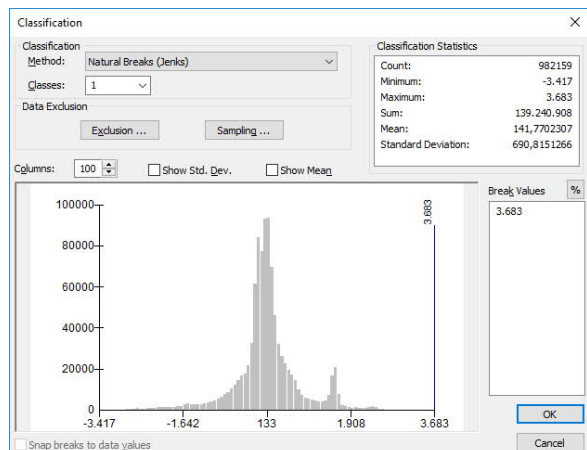 Classification
Classification
Method: Natural Breaks (Jenks)
Classes: 1
Data Exclusion
Exclusion ... Sampling ...
Classification Statistics
Count: 982159
Minimum: -3.417
Maximum: 3.683
Sum: 139.240.908
Mean: 141,7702307
Standard Deviation: 690,8151266
Columns: 100 Show Std. Dev. Show Mean
Break Values %
3.683
100000
80000
60000
40000
20000
0
3.683
-3.417 -1.642 133 1.908 3.683
OK
Snap breaks to data values
Cancel